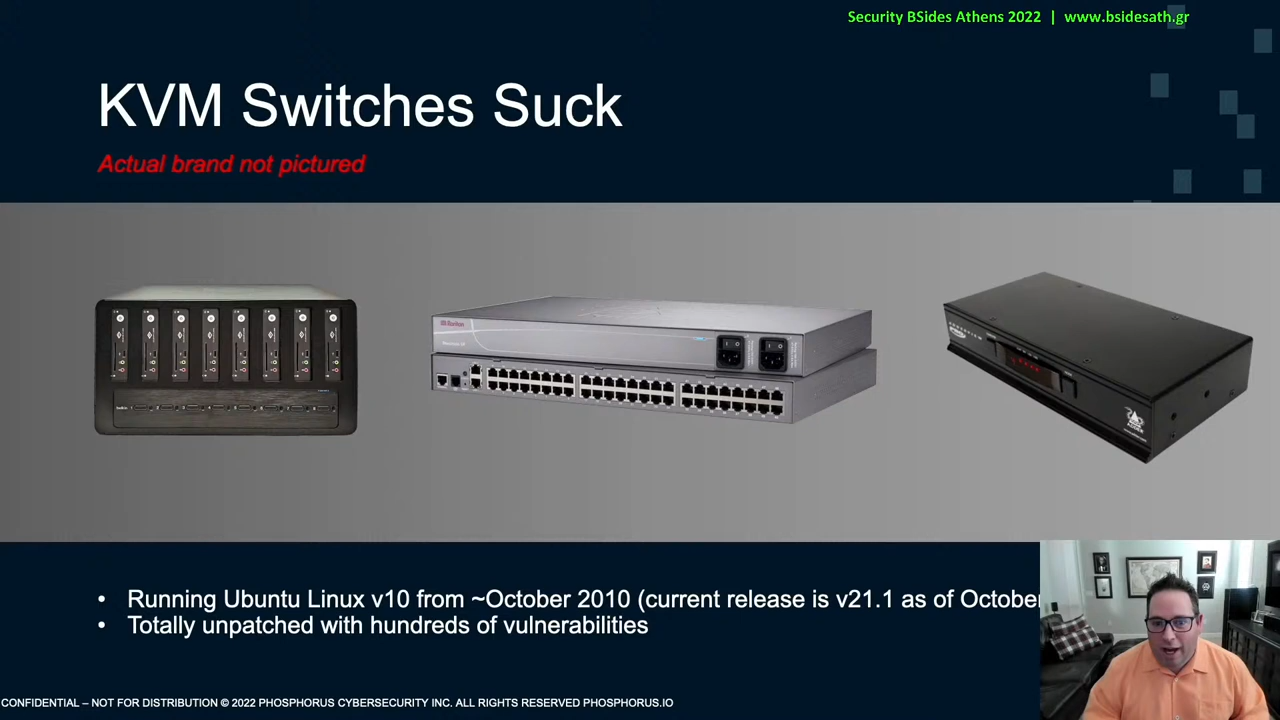 Security BSides Athens 2022 | www.bsidesath.gr
KVM Switches Suck
Actual brand not pictured
Raritan
• Running Ubuntu Linux v10 from ~October 2010 (current release is v21.1 as of October
• Totally unpatched with hundreds of vulnerabilities
CONFIDENTIAL – NOT FOR DISTRIBUTION © 2022 PHOSPHORUS CYBERSECURITY INC. ALL RIGHTS RESERVED PHOSPHORUS.IO